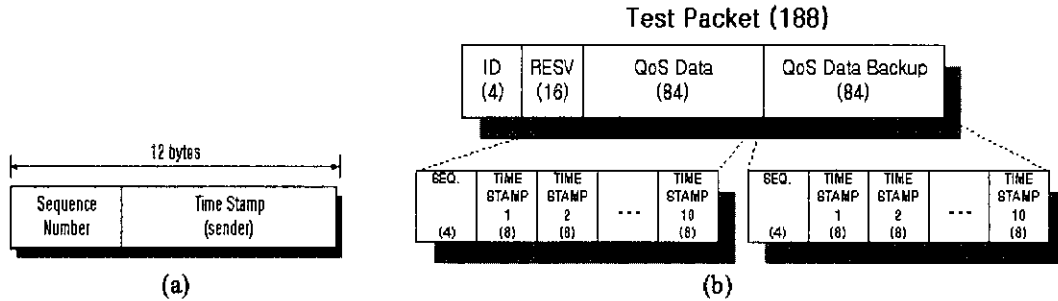 Test Packet (188)
ID
(4)
RESV
(16)
QoS Data
(84)
QoS Data Backup
(84)
12 bytes
Sequence
Number
Time Stamp
(sender)
(a)
SEQ.
(4)
TIME
STAMP
1
(8)
TIME
STAMP
2
(8)
---
TIME
STAMP
10
(8)
SEQ.
(4)
TIME
STAMP
1
(8)
TIME
STAMP
2
(8)
---
TIME
STAMP
10
(8)
(b)